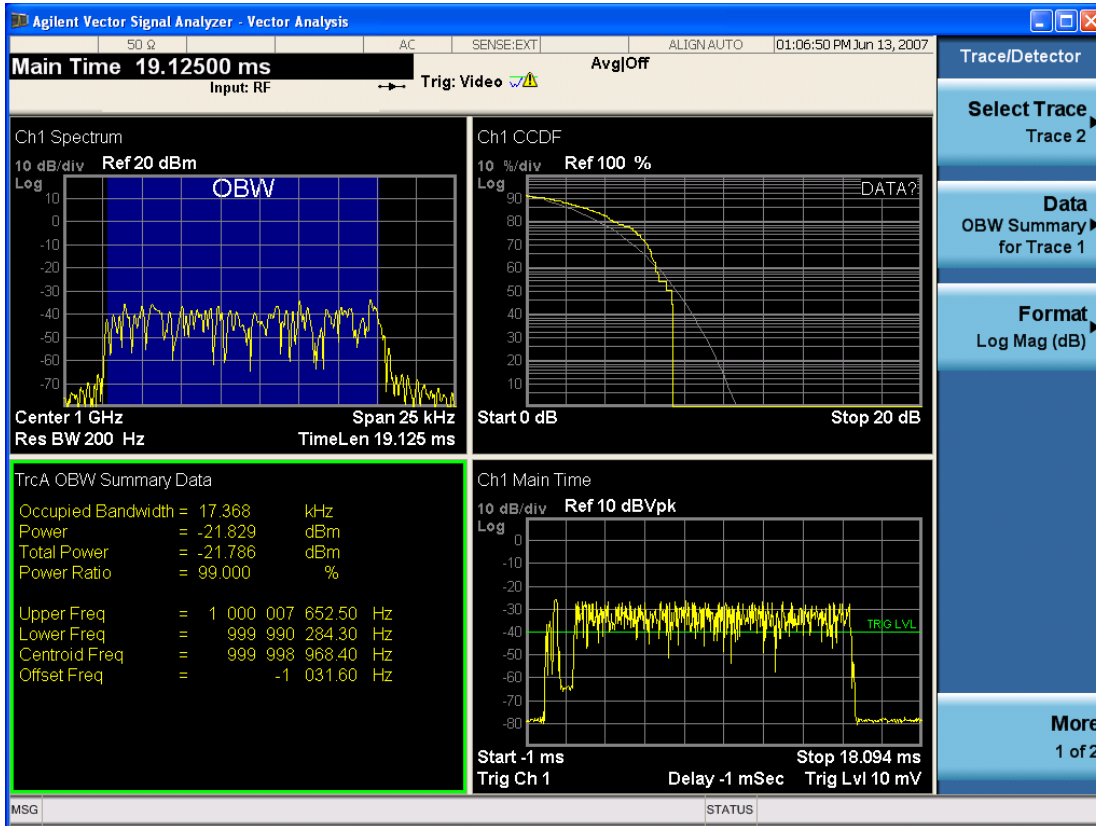 Agilent Vector Signal Analyzer - Vector Analysis
50 Ω AC SENSE:EXT ALIGN AUTO 01:06:50 PM Jun 13, 2007
Main Time 19.12500 ms
Input: RF
Trig: Video
Avg|Off
Trace/Detector
Select Trace
Trace 2
Data
OBW Summary
for Trace 1
Format
Log Mag (dB)
More
1 of 2
Ch1 Spectrum
10 dB/div Ref 20 dBm
Log
OBW
10
0
-10
-20
-30
-40
-50
-60
-70
Center 1 GHz Span 25 kHz
Res BW 200 Hz TimeLen 19.125 ms
Ch1 CCDF
10 %/div Ref 100 %
Log
DATA?
90
80
70
60
50
40
30
20
10
Start 0 dB Stop 20 dB
TrcA OBW Summary Data
Occupied Bandwidth = 17.368 kHz
Power = -21.829 dBm
Total Power = -21.786 dBm
Power Ratio = 99.000 %
Upper Freq = 1 000 007 652.50 Hz
Lower Freq = 999 990 284.30 Hz
Centroid Freq = 999 998 968.40 Hz
Offset Freq = -1 031.60 Hz
Ch1 Main Time
10 dB/div Ref 10 dBVpk
Log
0
-10
-20
-30
-40
-50
-60
-70
-80
TRIG LVL
Start -1 ms Stop 18.094 ms
Trig Ch 1 Delay -1 mSec Trig Lvl 10 mV
MSG STATUS